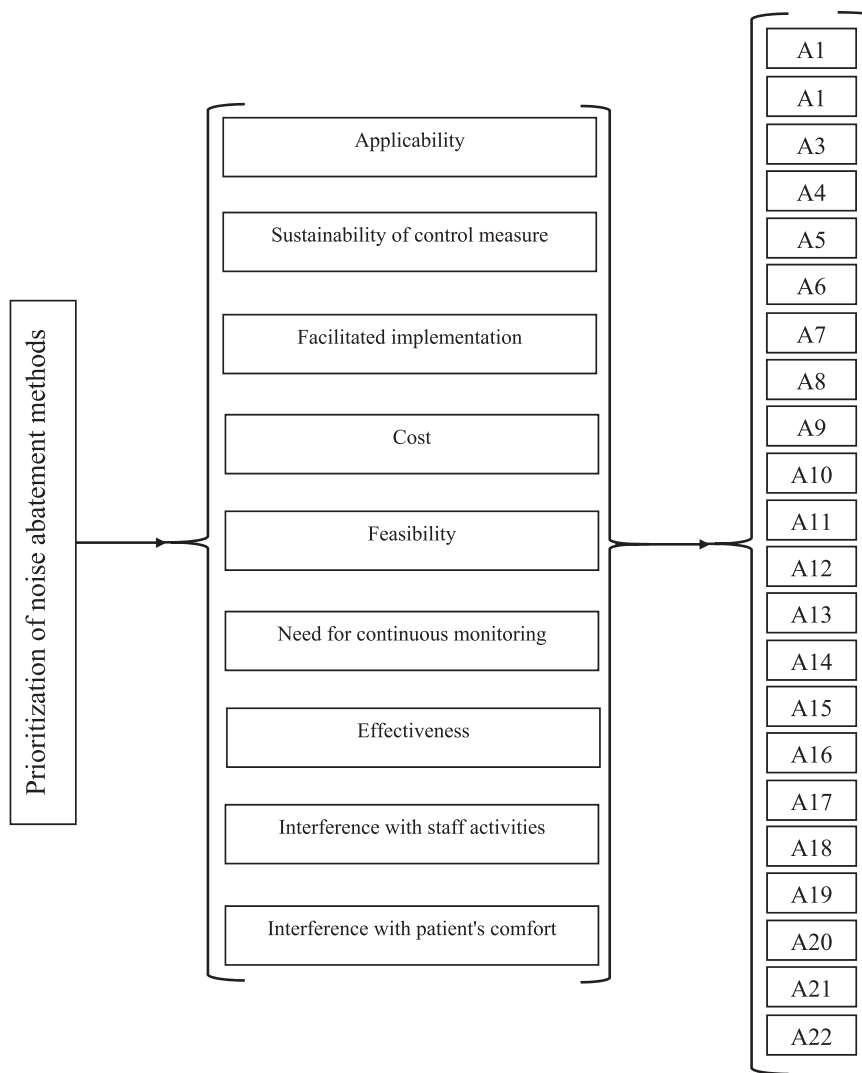 Prioritization of noise abatement methods
Applicability
Sustainability of control measure
Facilitated implementation
Cost
Feasibility
Need for continuous monitoring
Effectiveness
Interference with staff activities
Interference with patient's comfort
A1
A1
A3
A4
A5
A6
A7
A8
A9
A10
A11
A12
A13
A14
A15
A16
A17
A18
A19
A20
A21
A22